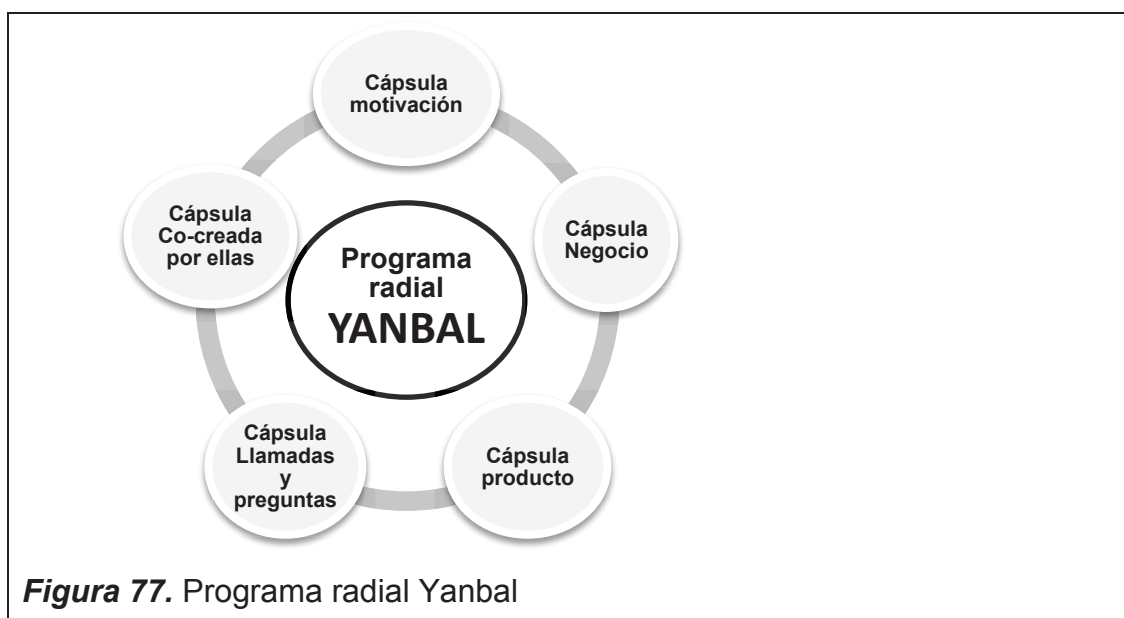 Cápsula
motivación
Cápsula
Negocio
Cápsula
producto
Cápsula
Llamadas
y
preguntas
Cápsula
Co-creada
por ellas
Programa
radial
YANBAL
Figura 77. Programa radial Yanbal